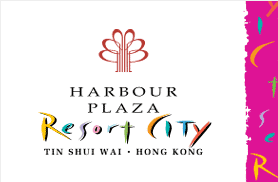 HARBOUR
PLAZA
Resort City
TIN SHUI WAI • HONG KONG